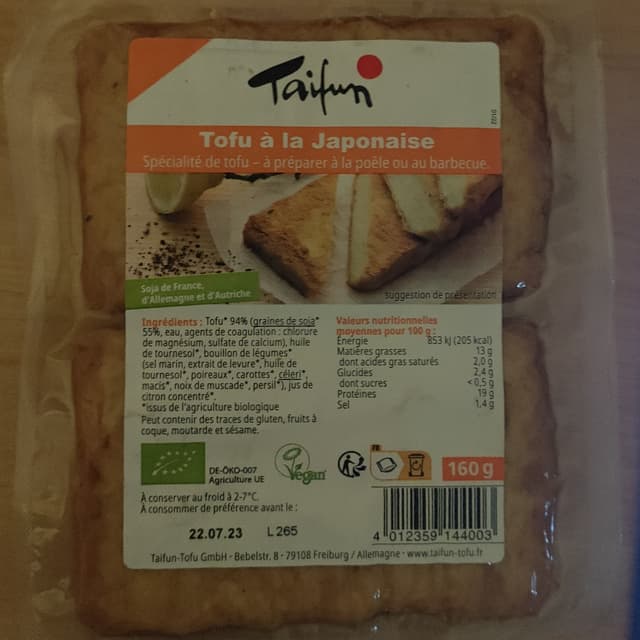 Taifun
Tofu à la Japonaise
Spécialité de tofu – à préparer à la poêle ou au barbecue.
Soja de France,
d'Allemagne et d'Autriche
suggestion de présentation
Ingrédients : Tofu* 94% (graines de soja*
55%, eau, agents de coagulation : chlorure
de magnésium, sulfate de calcium), huile
de tournesol*, bouillon de légumes*
(sel marin, extrait de levure*, huile de
tournesol*, poireaux*, carottes*, céleri*,
macis*, noix de muscade*, persil*), jus de
citron concentré*.
*issus de l'agriculture biologique
Peut contenir des traces de gluten, fruits à
coque, moutarde et sésame.
Valeurs nutritionnelles
moyennes pour 100 g :
Énergie 853 kJ (205 kcal)
Matières grasses 13 g
dont acides gras saturés 2,0 g
Glucides 2,4 g
dont sucres < 0,5 g
Protéines 19 g
Sel 1,4 g
DE-ÖKO-007
Agriculture UE
Vegan
FR
160 g
À conserver au froid à 2-7°C.
À consommer de préférence avant le :
22.07.23 L 265
4 012359 144003
Taifun-Tofu GmbH · Bebelstr. 8 · 79108 Freiburg / Allemagne · www.taifun-tofu.fr